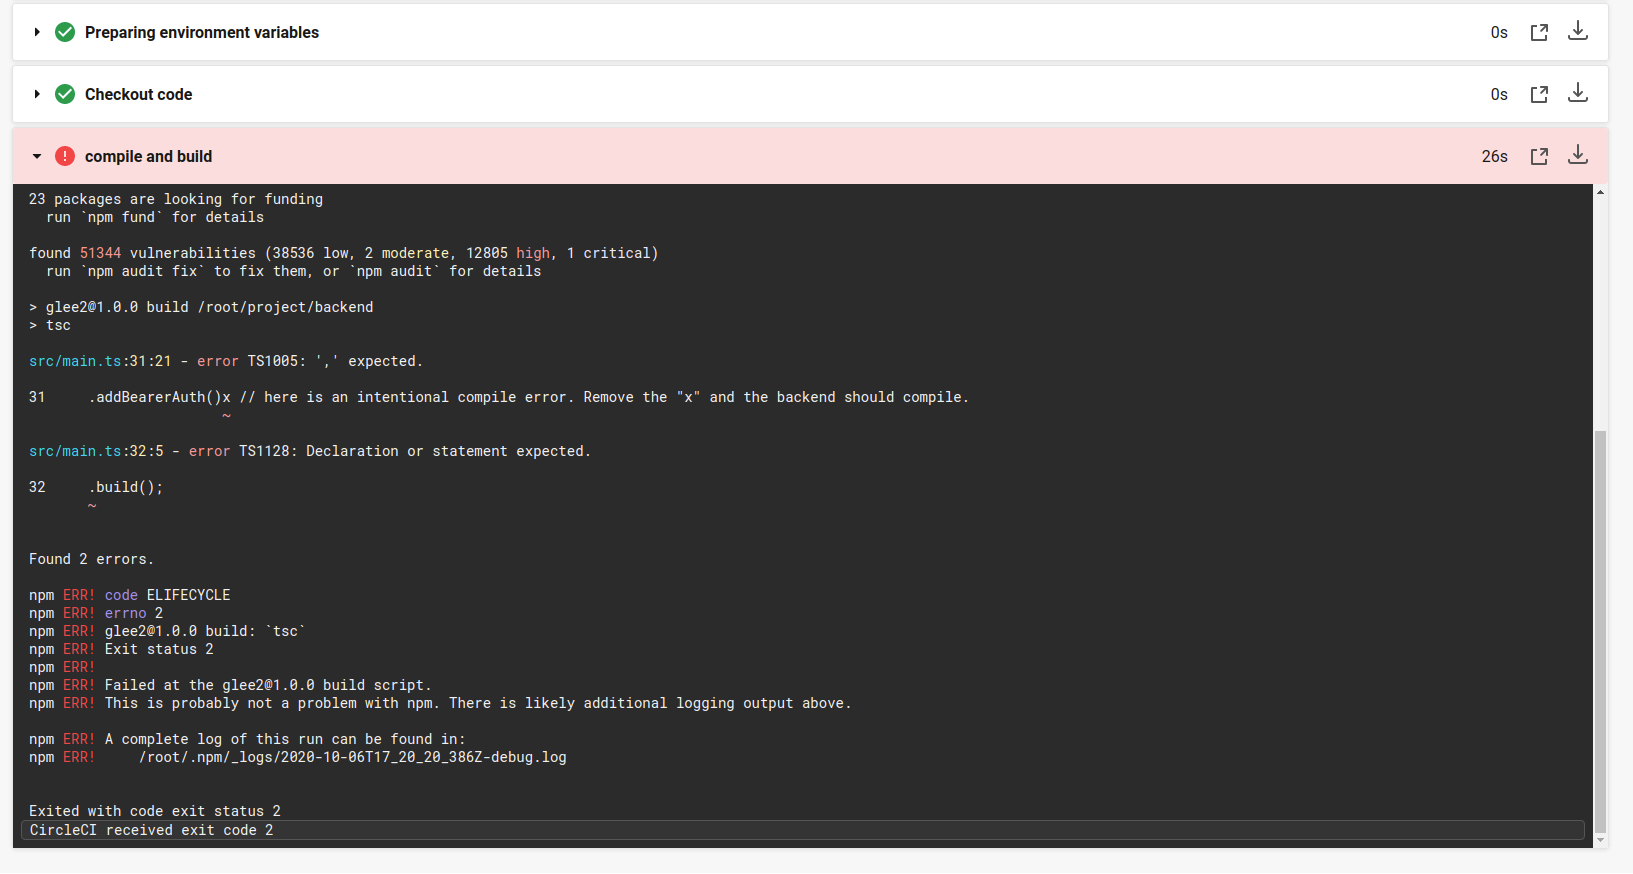 Preparing environment variables 0s
Checkout code 0s
compile and build 26s
23 packages are looking for funding
  run `npm fund` for details
found 51344 vulnerabilities (38536 low, 2 moderate, 12805 high, 1 critical)
  run `npm audit fix` to fix them, or `npm audit` for details
> glee2@1.0.0 build /root/project/backend
> tsc
src/main.ts:31:21 - error TS1005: ',' expected.
31     .addBearerAuth()x // here is an intentional compile error. Remove the "x" and the backend should compile.
                       ~
src/main.ts:32:5 - error TS1128: Declaration or statement expected.
32     .build();
       ~
Found 2 errors.
npm ERR! code ELIFECYCLE
npm ERR! errno 2
npm ERR! glee2@1.0.0 build: `tsc`
npm ERR! Exit status 2
npm ERR!
npm ERR! Failed at the glee2@1.0.0 build script.
npm ERR! This is probably not a problem with npm. There is likely additional logging output above.
npm ERR! A complete log of this run can be found in:
npm ERR!     /root/.npm/_logs/2020-10-06T17_20_20_386Z-debug.log
Exited with code exit status 2
CircleCI received exit code 2